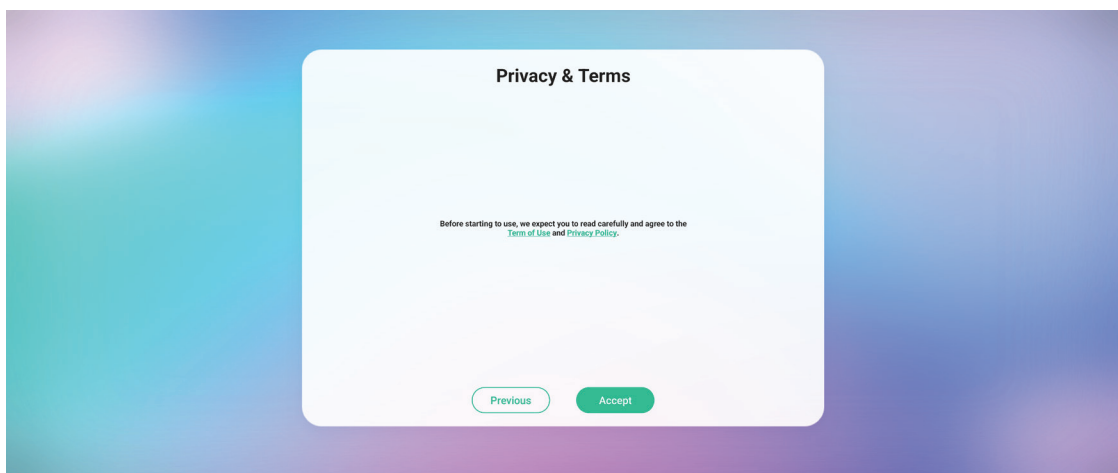 Privacy & Terms
Before starting to use, we expect you to read carefully and agree to the
Term of Use and Privacy Policy.
Previous
Accept